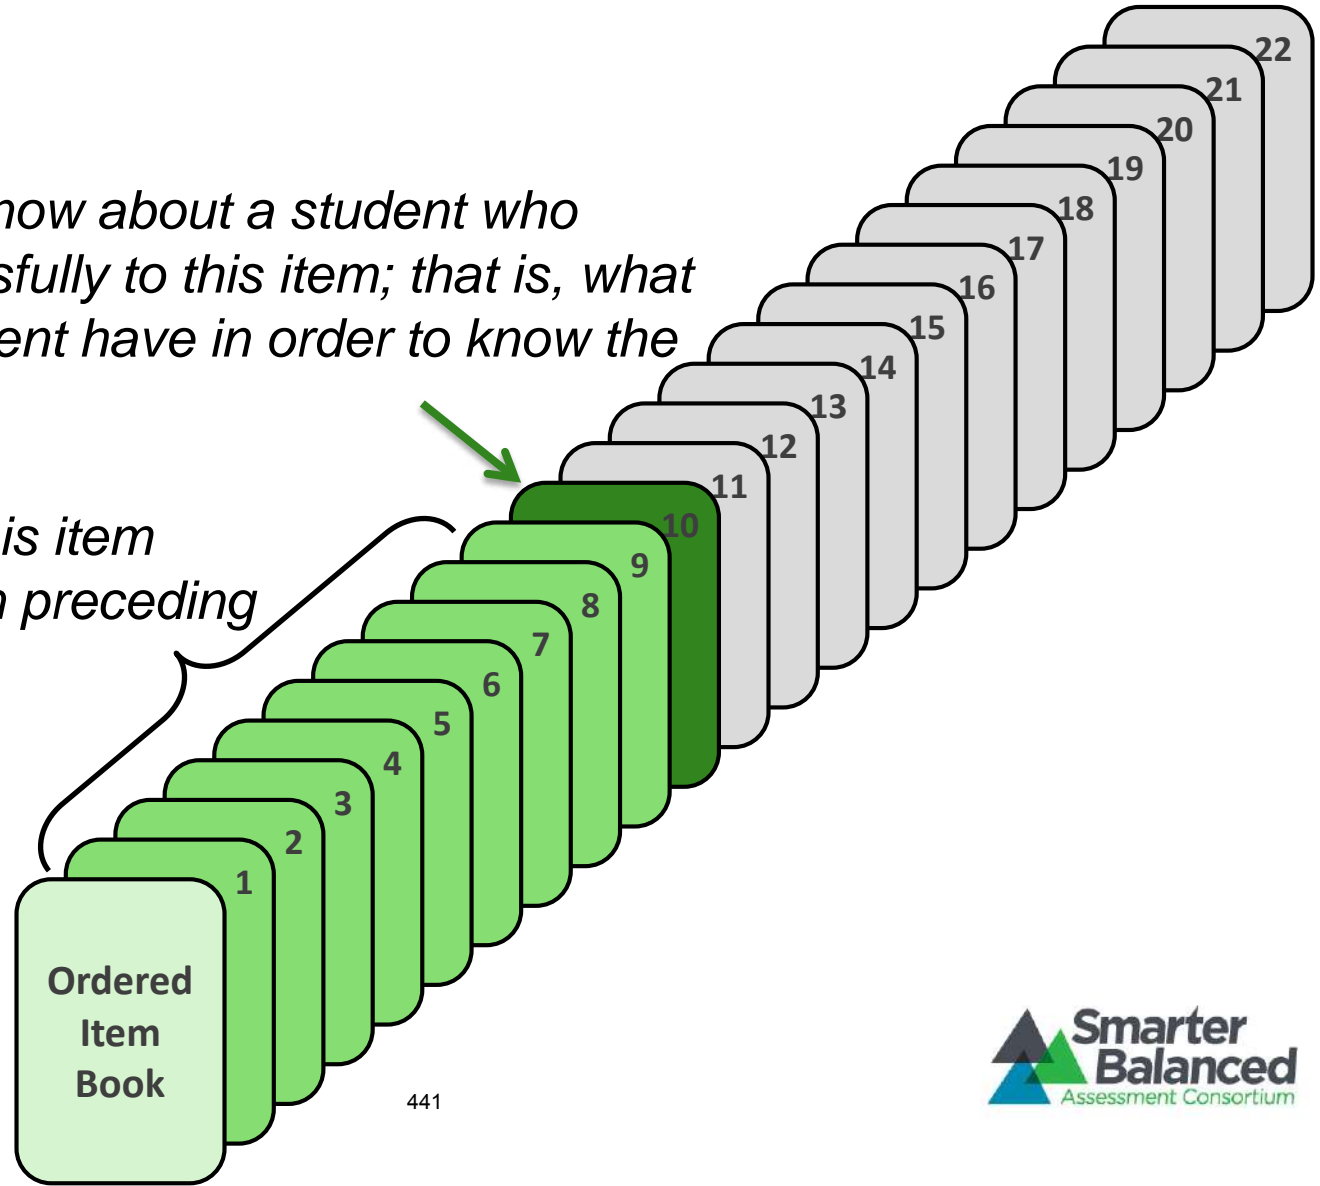 22
21
20
19
18
17
16
15
14
13
12
11
10
9
8
7
6
5
4
3
2
1
now about a student who
sfully to this item; that is, what
ent have in order to know the
is item
preceding
Ordered
Item
Book
441
Smarter
Balanced
Assessment Consortium